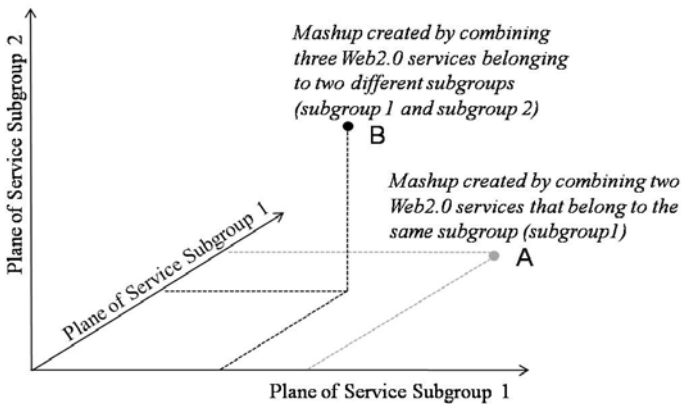 Plane of Service Subgroup 2
Mashup created by combining
three Web2.0 services belonging
to two different subgroups
(subgroup 1 and subgroup 2)
B
Mashup created by combining two
Web2.0 services that belong to the
same subgroup (subgroup1)
A
Plane of Service Subgroup 1
Plane of Service Subgroup 1